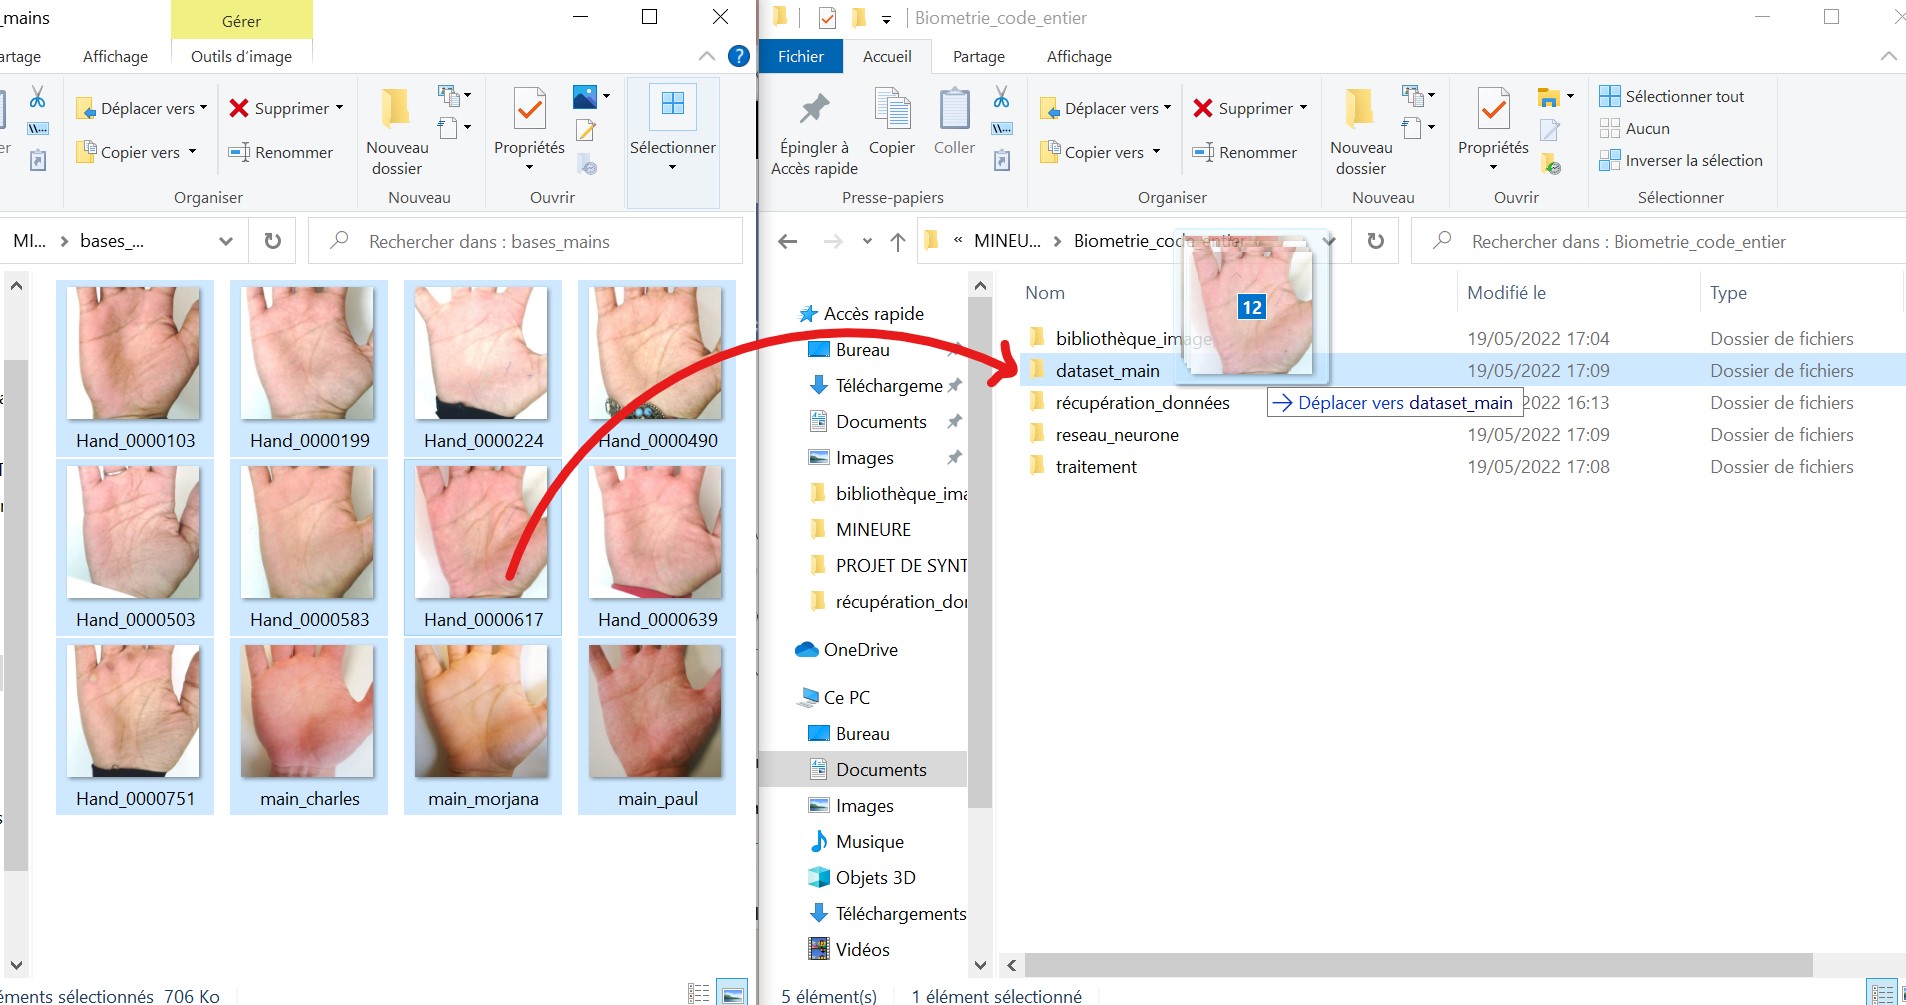 _mains
Gérer
artage
Affichage
Outils d'image
?
Déplacer vers
Supprimer
Copier vers
Renommer
Organiser
Nouveau
dossier
Nouveau
Propriétés
Ouvrir
Sélectionner
MI...
bases_...
Rechercher dans : bases_mains
Hand_0000103
Hand_0000199
Hand_0000224
Hand_0000490
Hand_0000503
Hand_0000583
Hand_0000617
Hand_0000639
Hand_0000751
main_charles
main_morjana
main_paul
éments sélectionnés 706 Ko
Biometrie_code_entier
Fichier
Accueil
Partage
Affichage
Épingler à
Accès rapide
Copier
Coller
Presse-papiers
Déplacer vers
Supprimer
Copier vers
Renommer
Organiser
Nouveau
dossier
Nouveau
Propriétés
Ouvrir
Sélectionner tout
Aucun
Inverser la sélection
Sélectionner
« MINEU...
Biometrie_code_entier
Rechercher dans : Biometrie_code_entier
Accès rapide
Bureau
Téléchargeme
Documents
Images
bibliothèque_ima
MINEURE
PROJET DE SYNT
récupération_dor
OneDrive
Ce PC
Bureau
Documents
Images
Musique
Objets 3D
Téléchargements
Vidéos
Nom
Modifié le
Type
bibliothèque_image
19/05/2022 17:04
Dossier de fichiers
dataset_main
19/05/2022 17:09
Dossier de fichiers
récupération_données
2022 16:13
Dossier de fichiers
reseau_neurone
19/05/2022 17:09
Dossier de fichiers
traitement
19/05/2022 17:08
Dossier de fichiers
12
Déplacer vers dataset_main
5 élément(s)
1 élément sélectionné